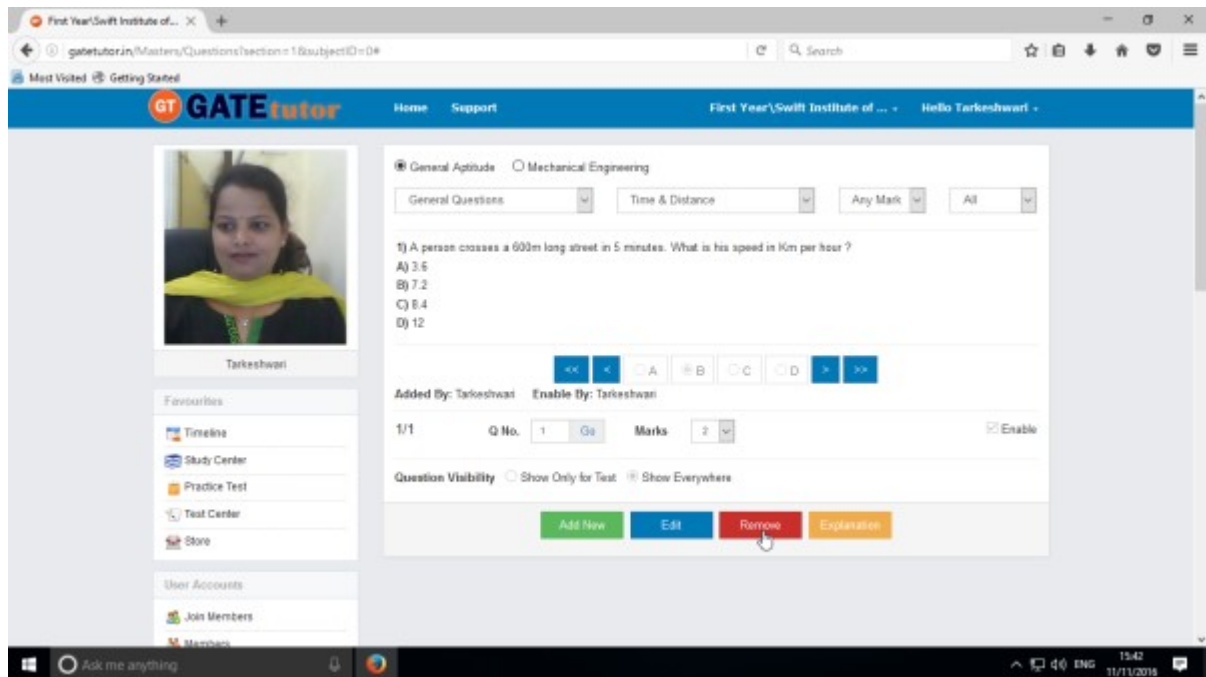 First Year\Swift Institute of...
gatetutor.in/Masters/Questions?section=1&subjectID=0#
Search
Most Visited Getting Started
GT GATEtutor Home Support First Year\Swift Institute of ... Hello Tarkeshwari
General Aptitude Mechanical Engineering
General Questions Time & Distance Any Mark All
1) A person crosses a 600m long street in 5 minutes. What is his speed in Km per hour ?
A) 3.6
B) 7.2
C) 8.4
D) 12
<< < A B C D > >>
Added By: Tarkeshwari Enable By: Tarkeshwari
1/1 Q No. 1 Go Marks 2 Enable
Question Visibility Show Only for Test Show Everywhere
Add New Edit Remove Explanation
Tarkeshwari
Favourites
Timeline
Study Center
Practice Test
Test Center
Store
User Accounts
Join Members
Members
Ask me anything
ENG
15:42
11/11/2016